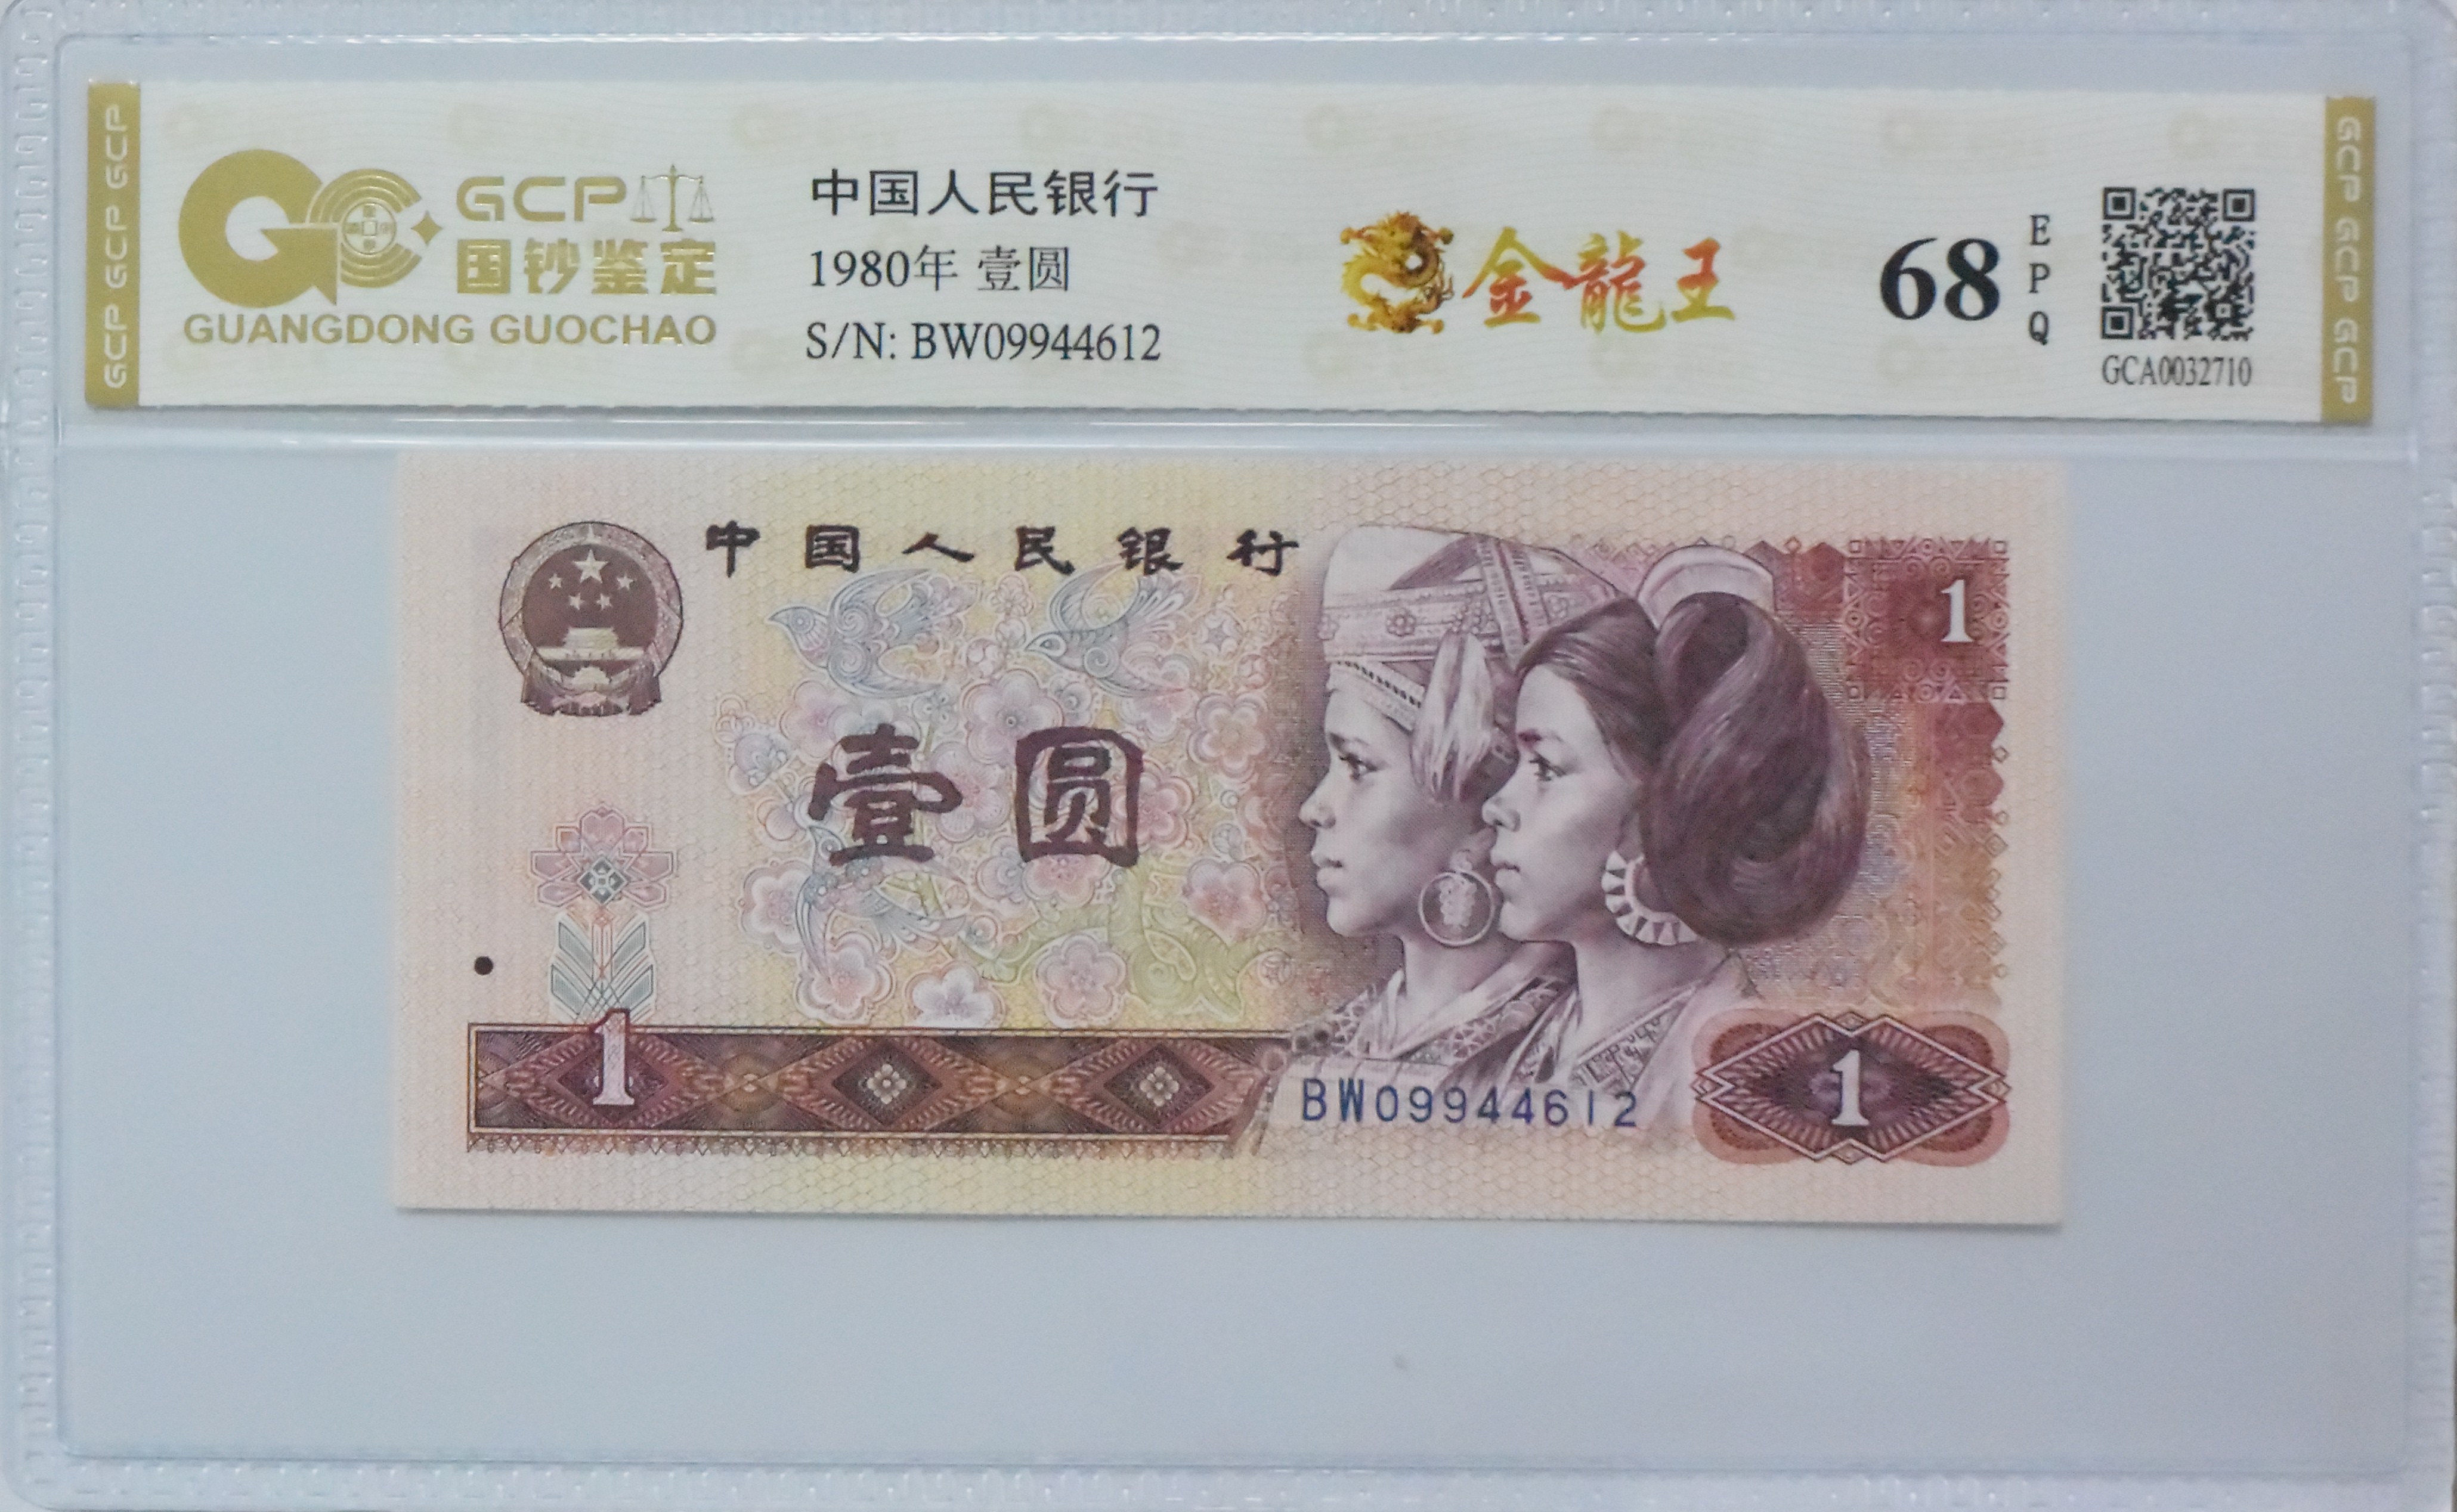 GCP GCP GCP
GCP
国钞鉴定
GUANGDONG GUOCHAO
中国人民银行
1980年 壹圆
S/N: BW09944612
金龍王
68
E
P
Q
GCA0032710
GCP GCP GCP
中国人民银行
1
壹圆
1
BW09944612
1